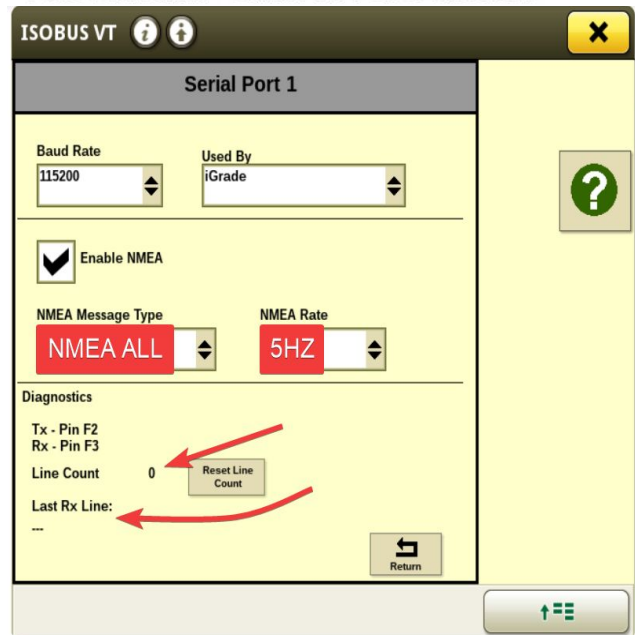 ISOBUS VT
Serial Port 1
Baud Rate
Used By
115200
iGrade
Enable NMEA
NMEA Message Type
NMEA Rate
NMEA ALL
5HZ
Diagnostics
Tx - Pin F2
Rx - Pin F3
Line Count 0
Reset Line
Count
Last Rx Line:
---
Return